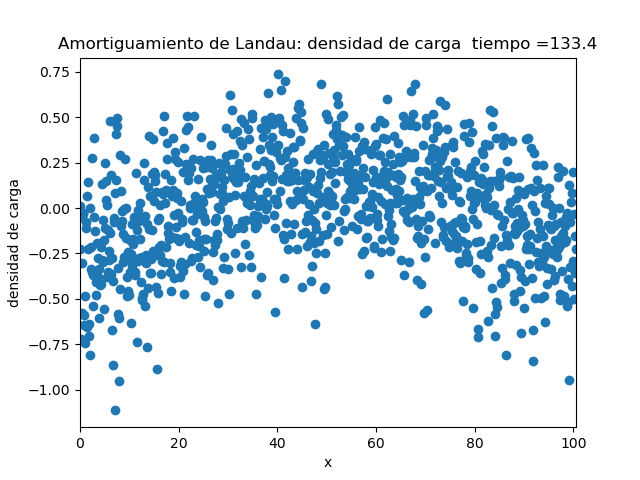 Amortiguamiento de Landau: densidad de carga  tiempo =133.4
densidad de carga
0.75
0.50
0.25
0.00
−0.25
−0.50
−0.75
−1.00
0 20 40 60 80 100
x